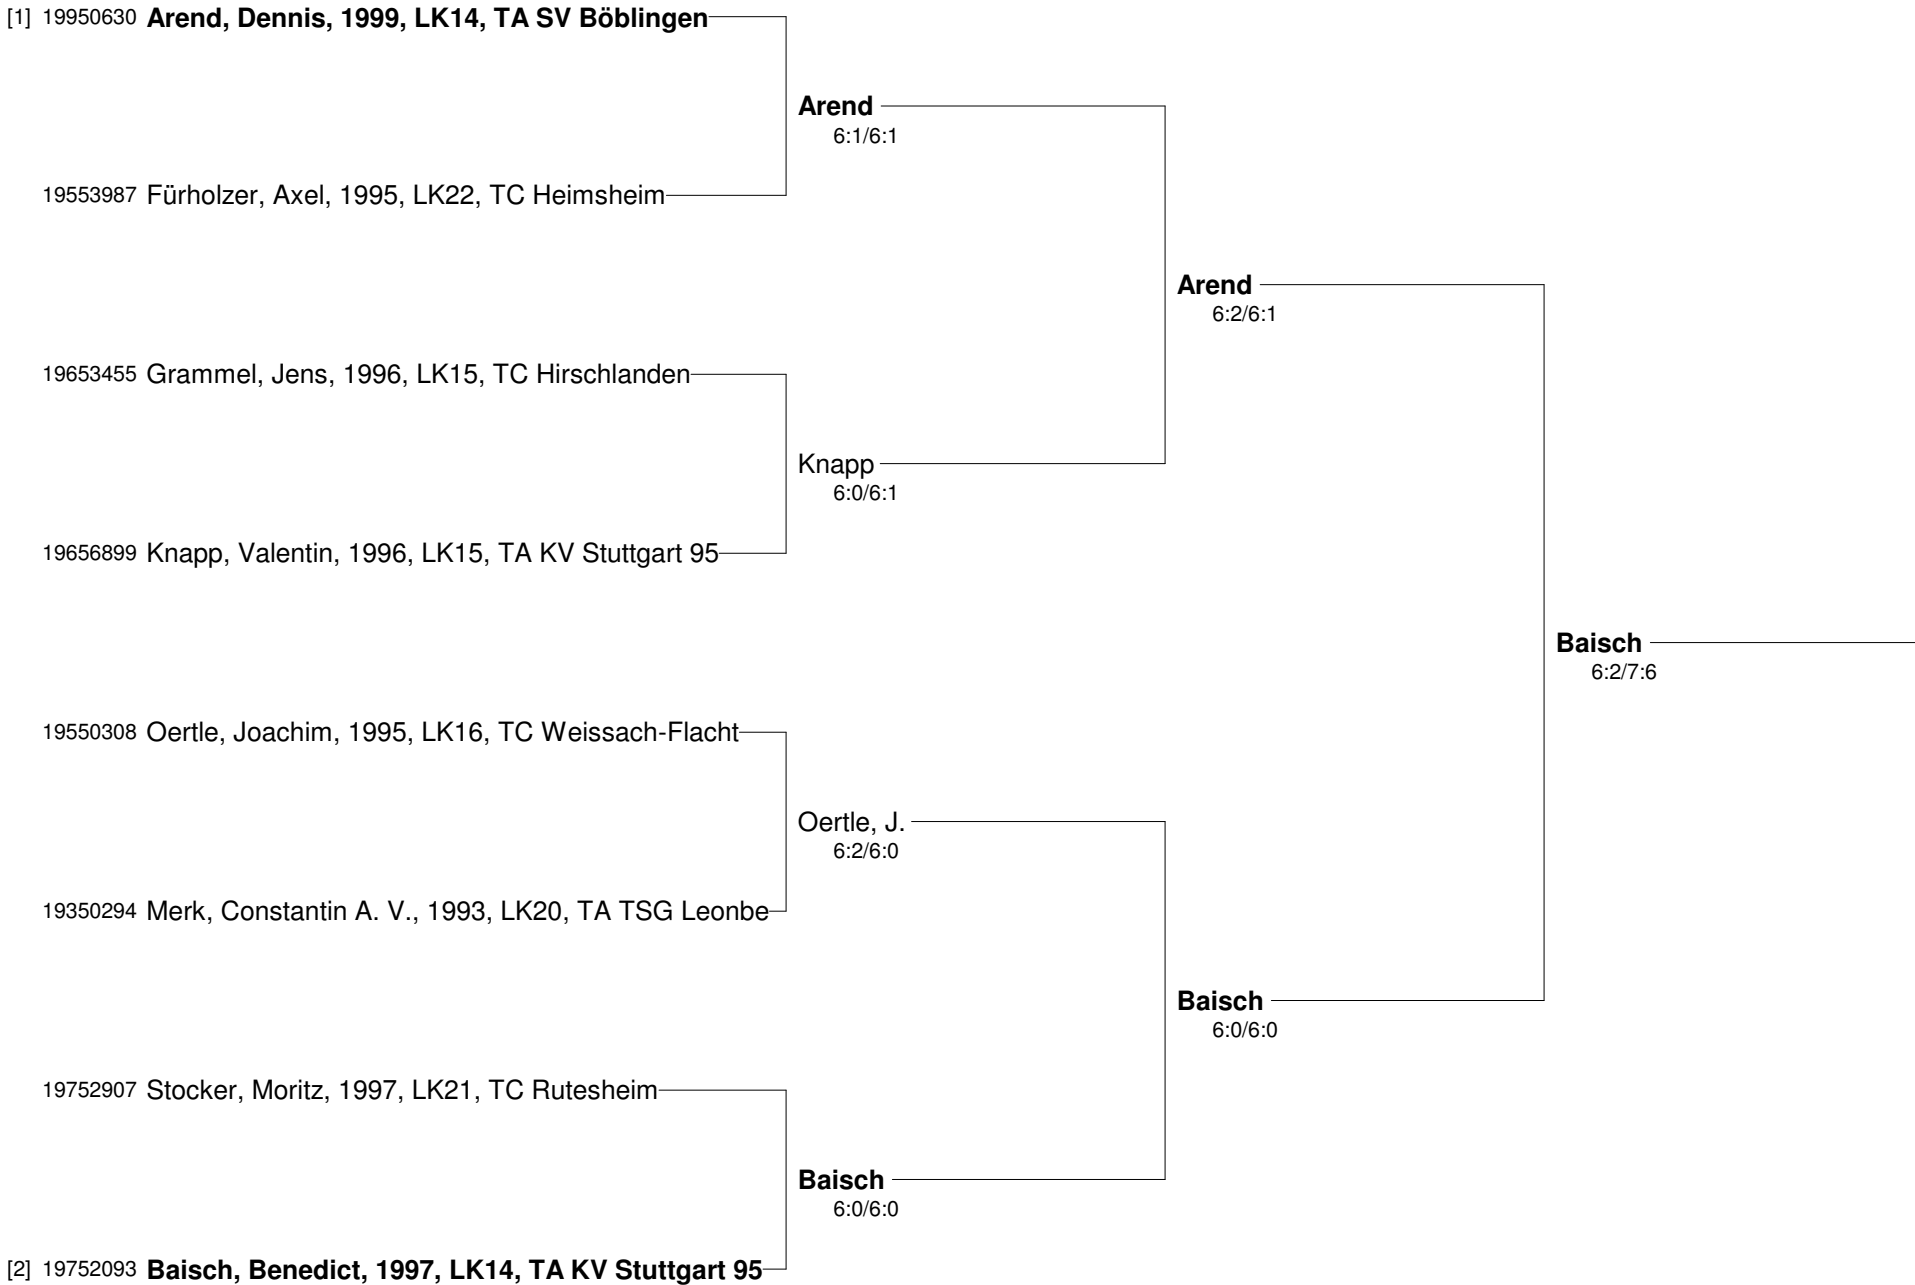 [1] 19950630 Arend, Dennis, 1999, LK14, TA SV Böblingen
Arend
6:1/6:1
19553987 Fürholzer, Axel, 1995, LK22, TC Heimsheim
Arend
6:2/6:1
19653455 Grammel, Jens, 1996, LK15, TC Hirschlanden
Knapp
6:0/6:1
19656899 Knapp, Valentin, 1996, LK15, TA KV Stuttgart 95
Baisch
6:2/7:6
19550308 Oertle, Joachim, 1995, LK16, TC Weissach-Flacht
Oertle, J.
6:2/6:0
19350294 Merk, Constantin A. V., 1993, LK20, TA TSG Leonbe
Baisch
6:0/6:0
19752907 Stocker, Moritz, 1997, LK21, TC Rutesheim
Baisch
6:0/6:0
[2] 19752093 Baisch, Benedict, 1997, LK14, TA KV Stuttgart 95